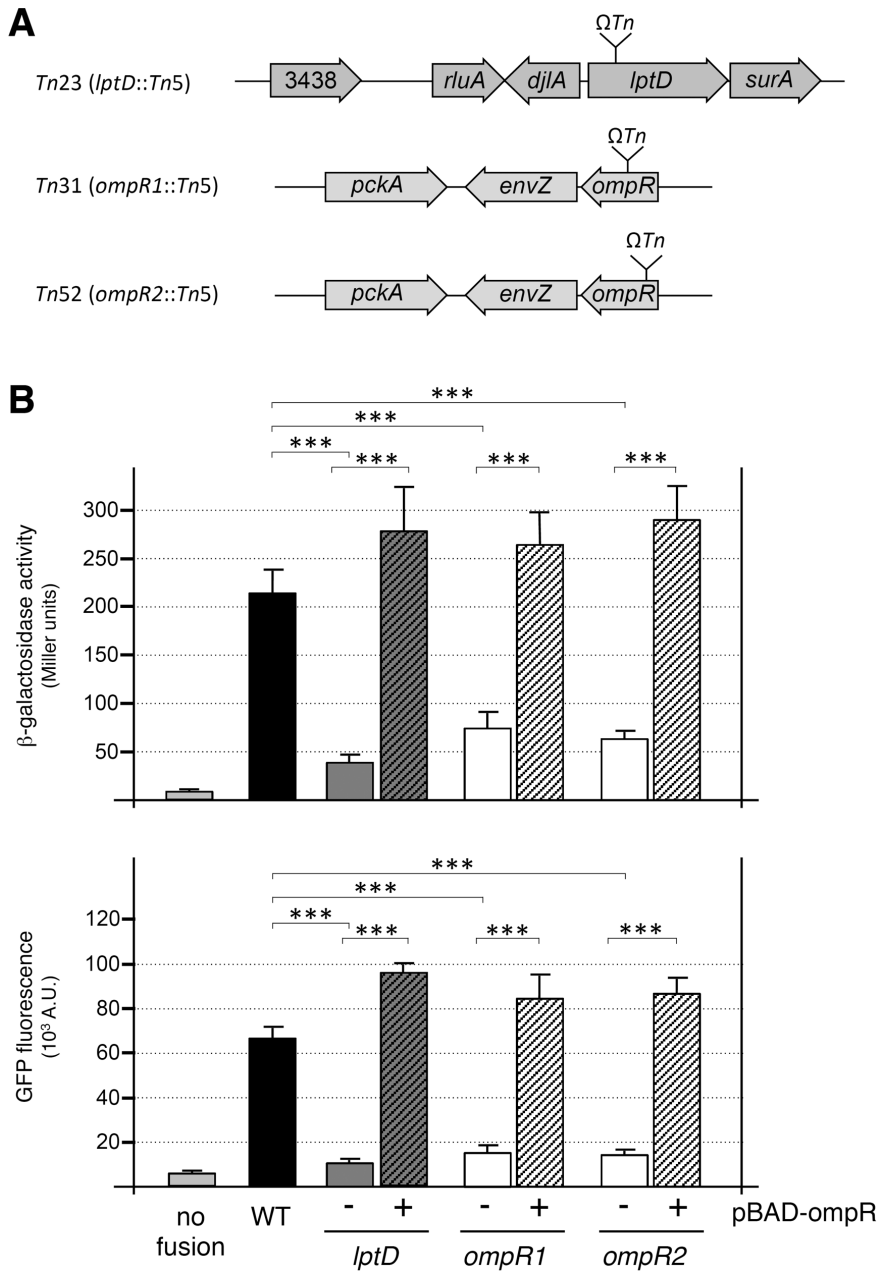 A
ΩTn
Tn23 (lptD::Tn5)
3438
rluA
djlA
lptD
surA
ΩTn
Tn31 (ompR1::Tn5)
pckA
envZ
ompR
ΩTn
Tn52 (ompR2::Tn5)
pckA
envZ
ompR
B
***
***
***
***
***
***
β-galactosidase activity
(Miller units)
300
250
200
150
100
50
***
***
***
***
***
***
GFP fluorescence
(10³ A.U.)
120
100
80
60
40
20
no
fusion
WT
- + - + - + pBAD-ompR
lptD ompR1 ompR2